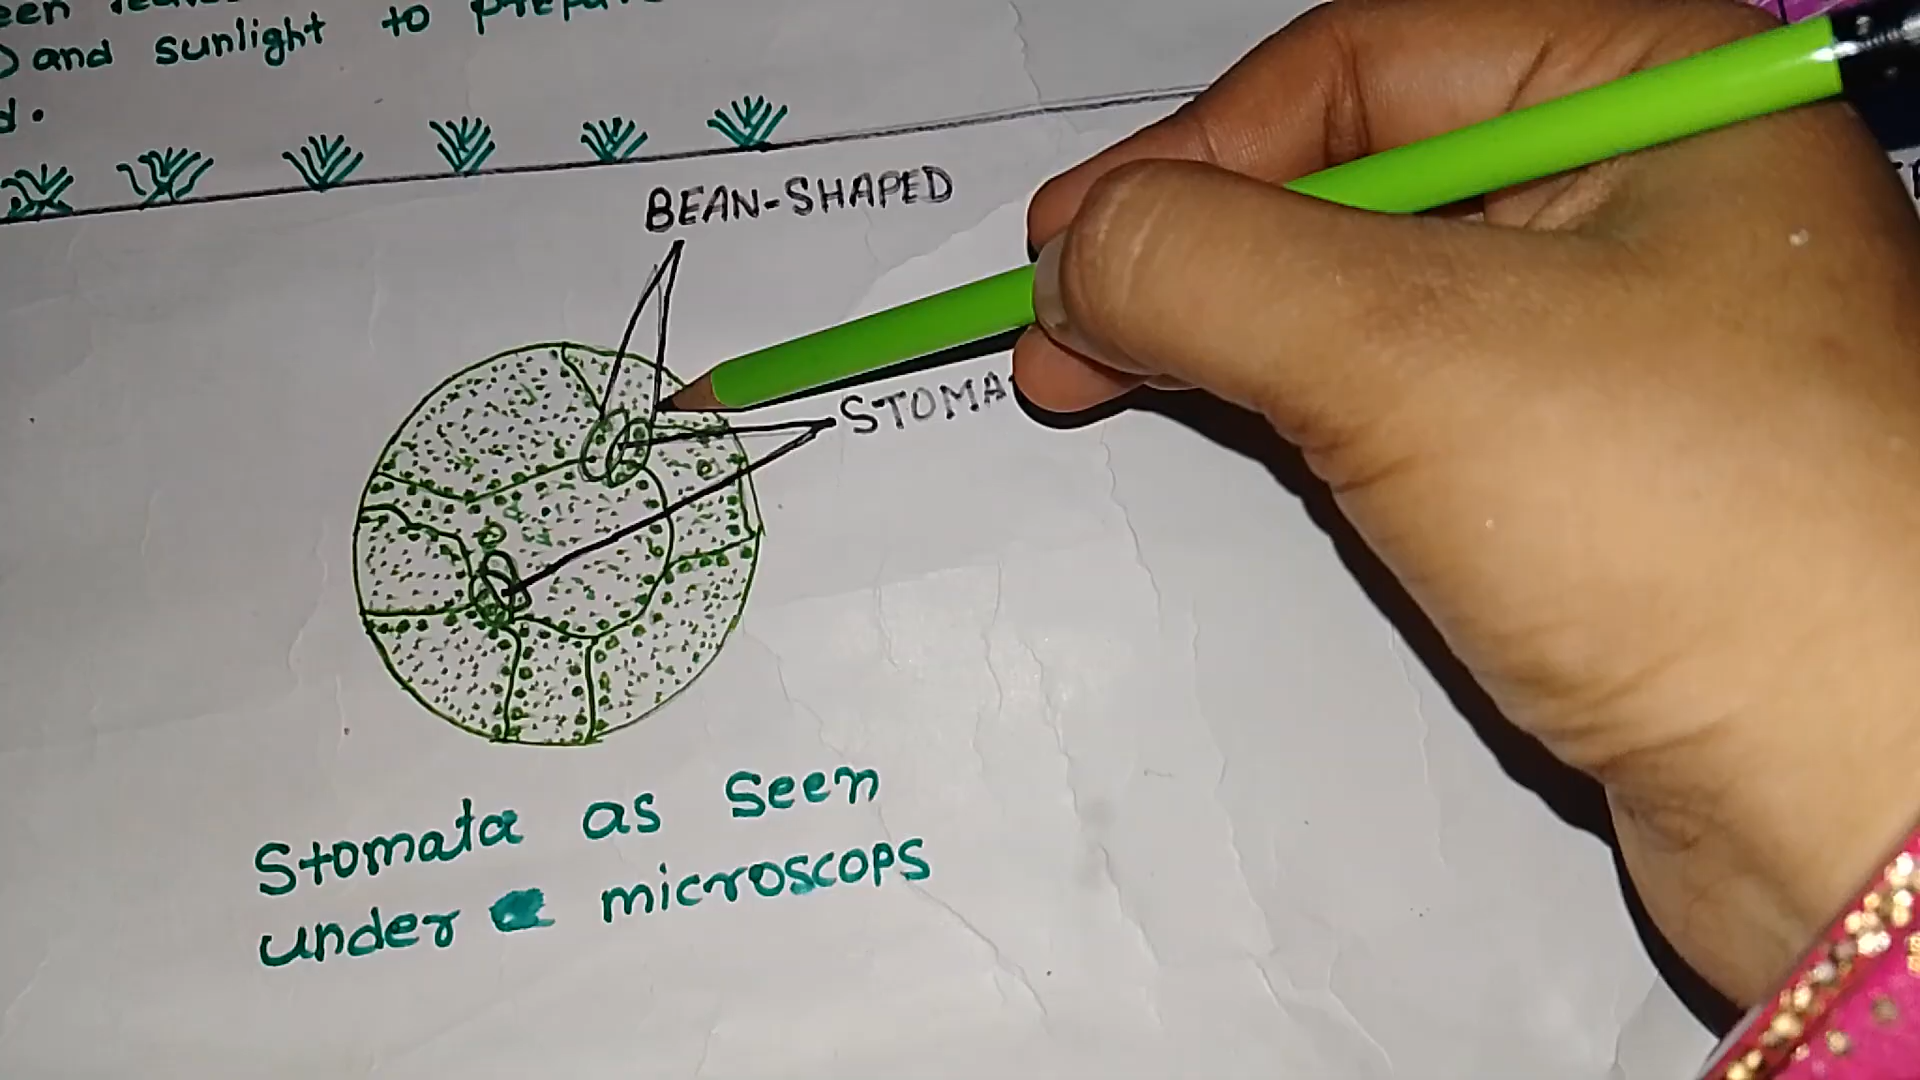 and sunlight to
BEAN-SHAPED
STOMA
Stomata as seen
under a microscops